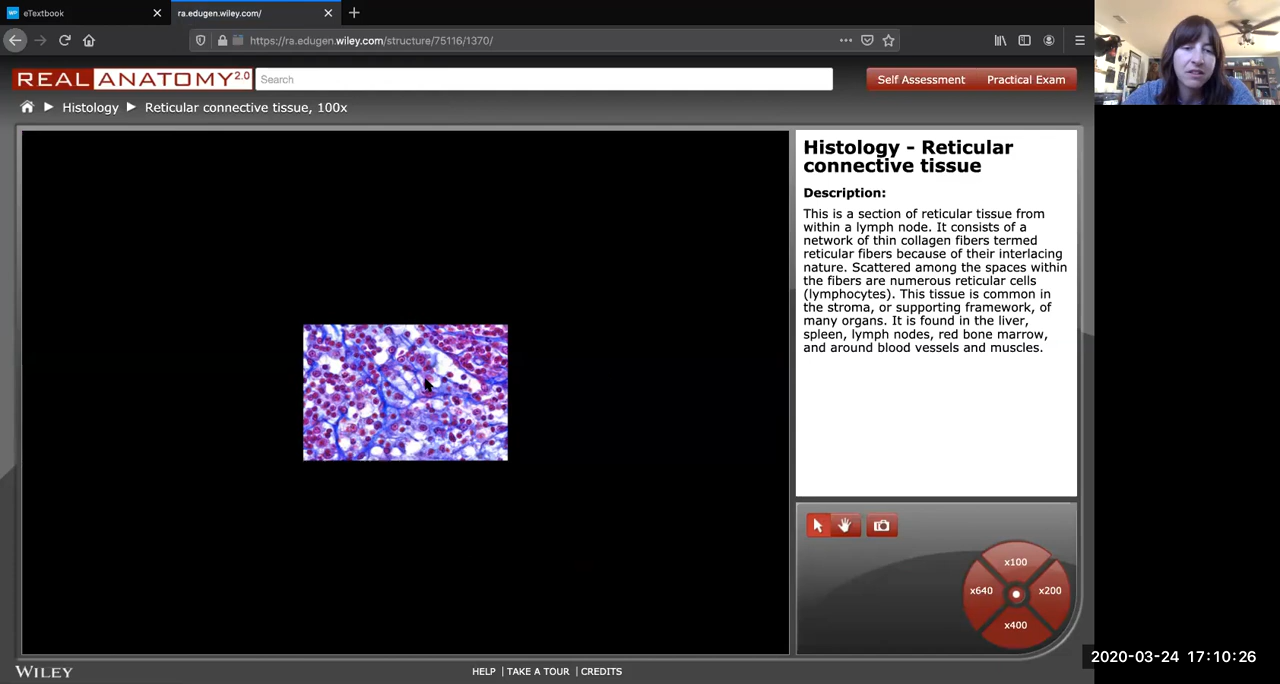 eTextbook
ra.edugen.wiley.com/
https://ra.edugen.wiley.com/structure/75116/1370/
REAL ANATOMY 2.0
Search
Self Assessment
Practical Exam
Histology
Reticular connective tissue, 100x
Histology - Reticular
connective tissue
Description:
This is a section of reticular tissue from
within a lymph node. It consists of a
network of thin collagen fibers termed
reticular fibers because of their interlacing
nature. Scattered among the spaces within
the fibers are numerous reticular cells
(lymphocytes). This tissue is common in
the stroma, or supporting framework, of
many organs. It is found in the liver,
spleen, lymph nodes, red bone marrow,
and around blood vessels and muscles.
x100
x640
x200
x400
WILEY
HELP | TAKE A TOUR | CREDITS
2020-03-24 17:10:26